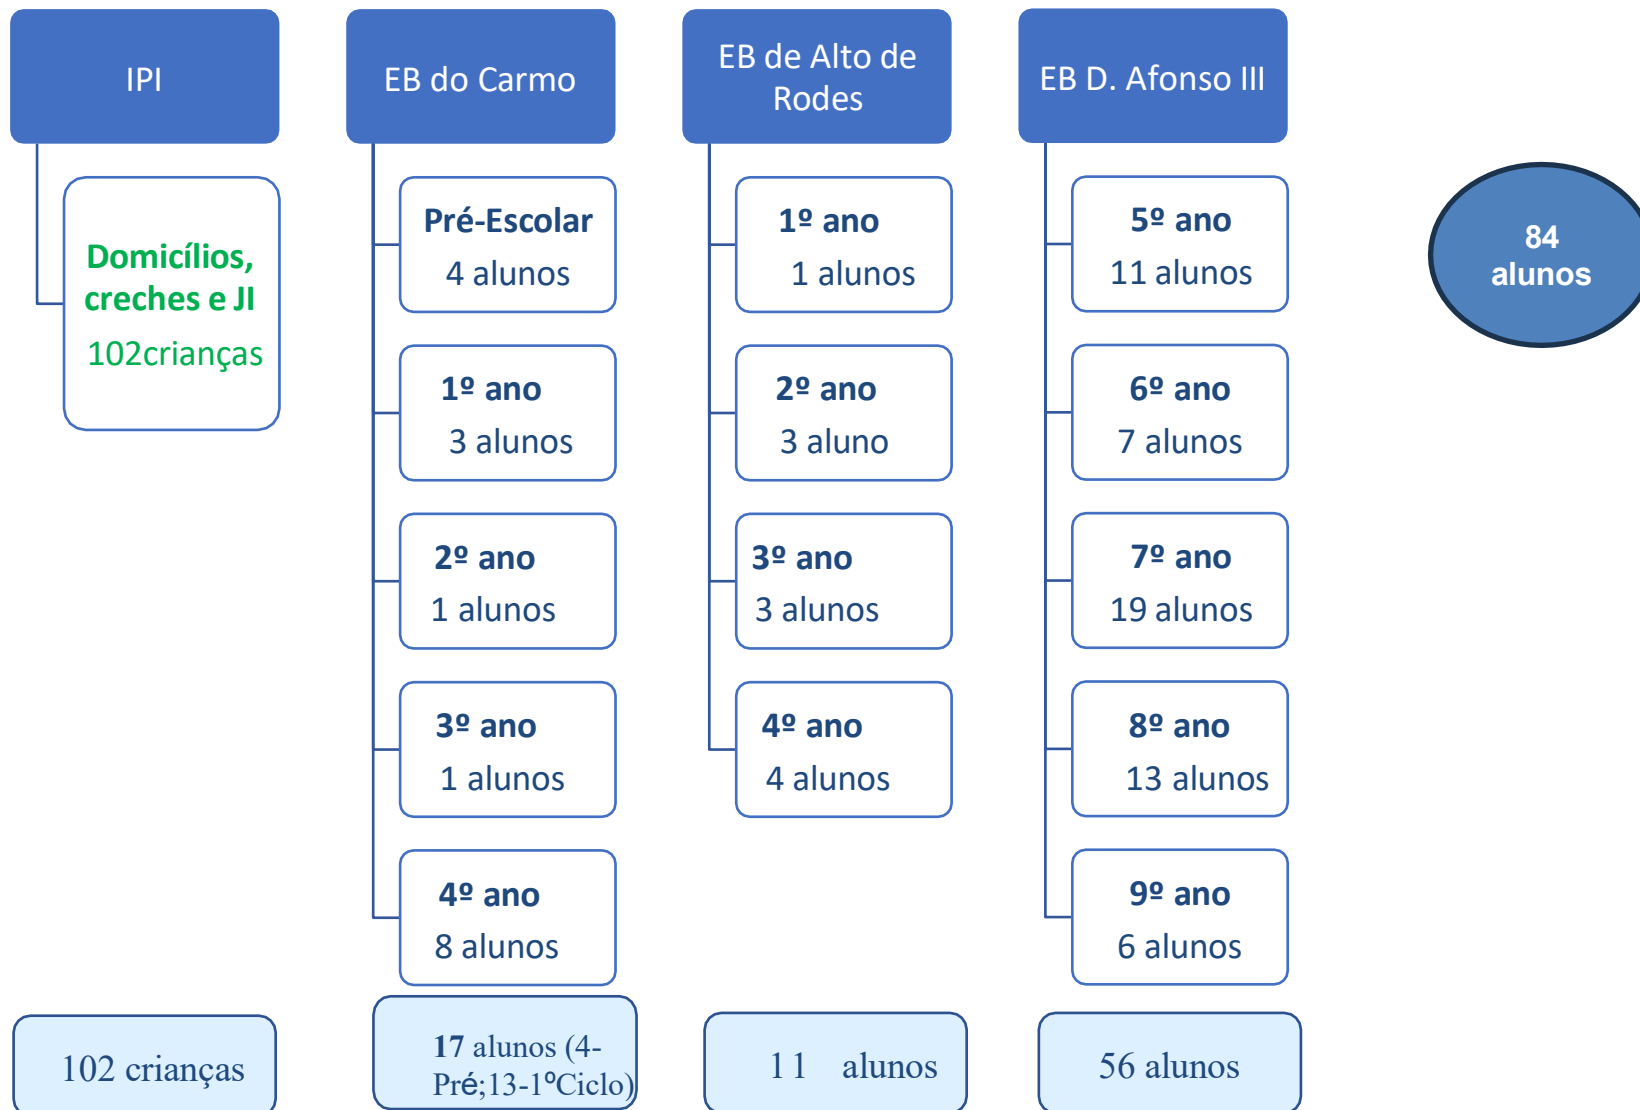 IPI
Domicílios,
creches e JI
102crianças
102 crianças
EB do Carmo
Pré-Escolar
4 alunos
1º ano
3 alunos
2º ano
1 alunos
3º ano
1 alunos
4º ano
8 alunos
17 alunos (4-
Pré;13-1ºCiclo)
EB de Alto de
Rodes
1º ano
1 alunos
2º ano
3 aluno
3º ano
3 alunos
4º ano
4 alunos
11 alunos
EB D. Afonso III
5º ano
11 alunos
6º ano
7 alunos
7º ano
19 alunos
8º ano
13 alunos
9º ano
6 alunos
56 alunos
84
alunos